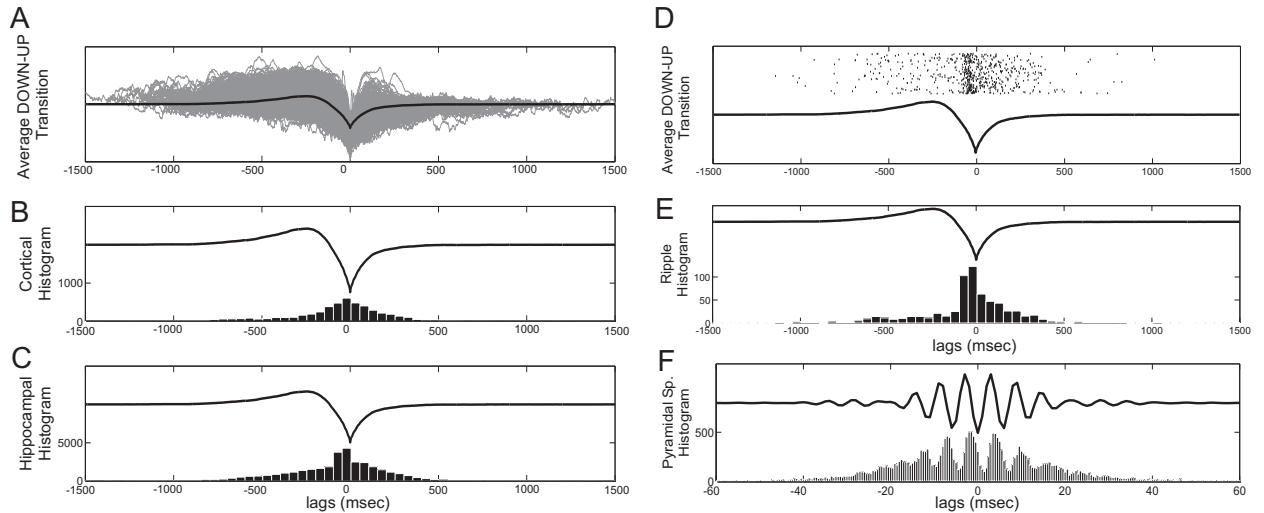 A
Average DOWN-UP
Transition
-1500 -1000 -500 0 500 1000 1500
B
Cortical
Histogram
1000
0
-1500 -1000 -500 0 500 1000 1500
C
Hippocampal
Histogram
5000
0
-1500 -1000 -500 0 500 1000 1500
lags (msec)
D
Average DOWN-UP
Transition
-1500 -1000 -500 0 500 1000 1500
E
Ripple
Histogram
100
50
0
-1500 -1000 -500 0 500 1000 1500
lags (msec)
F
Pyramidal Sp.
Histogram
500
0
-60 -40 -20 0 20 40 60
lags (msec)